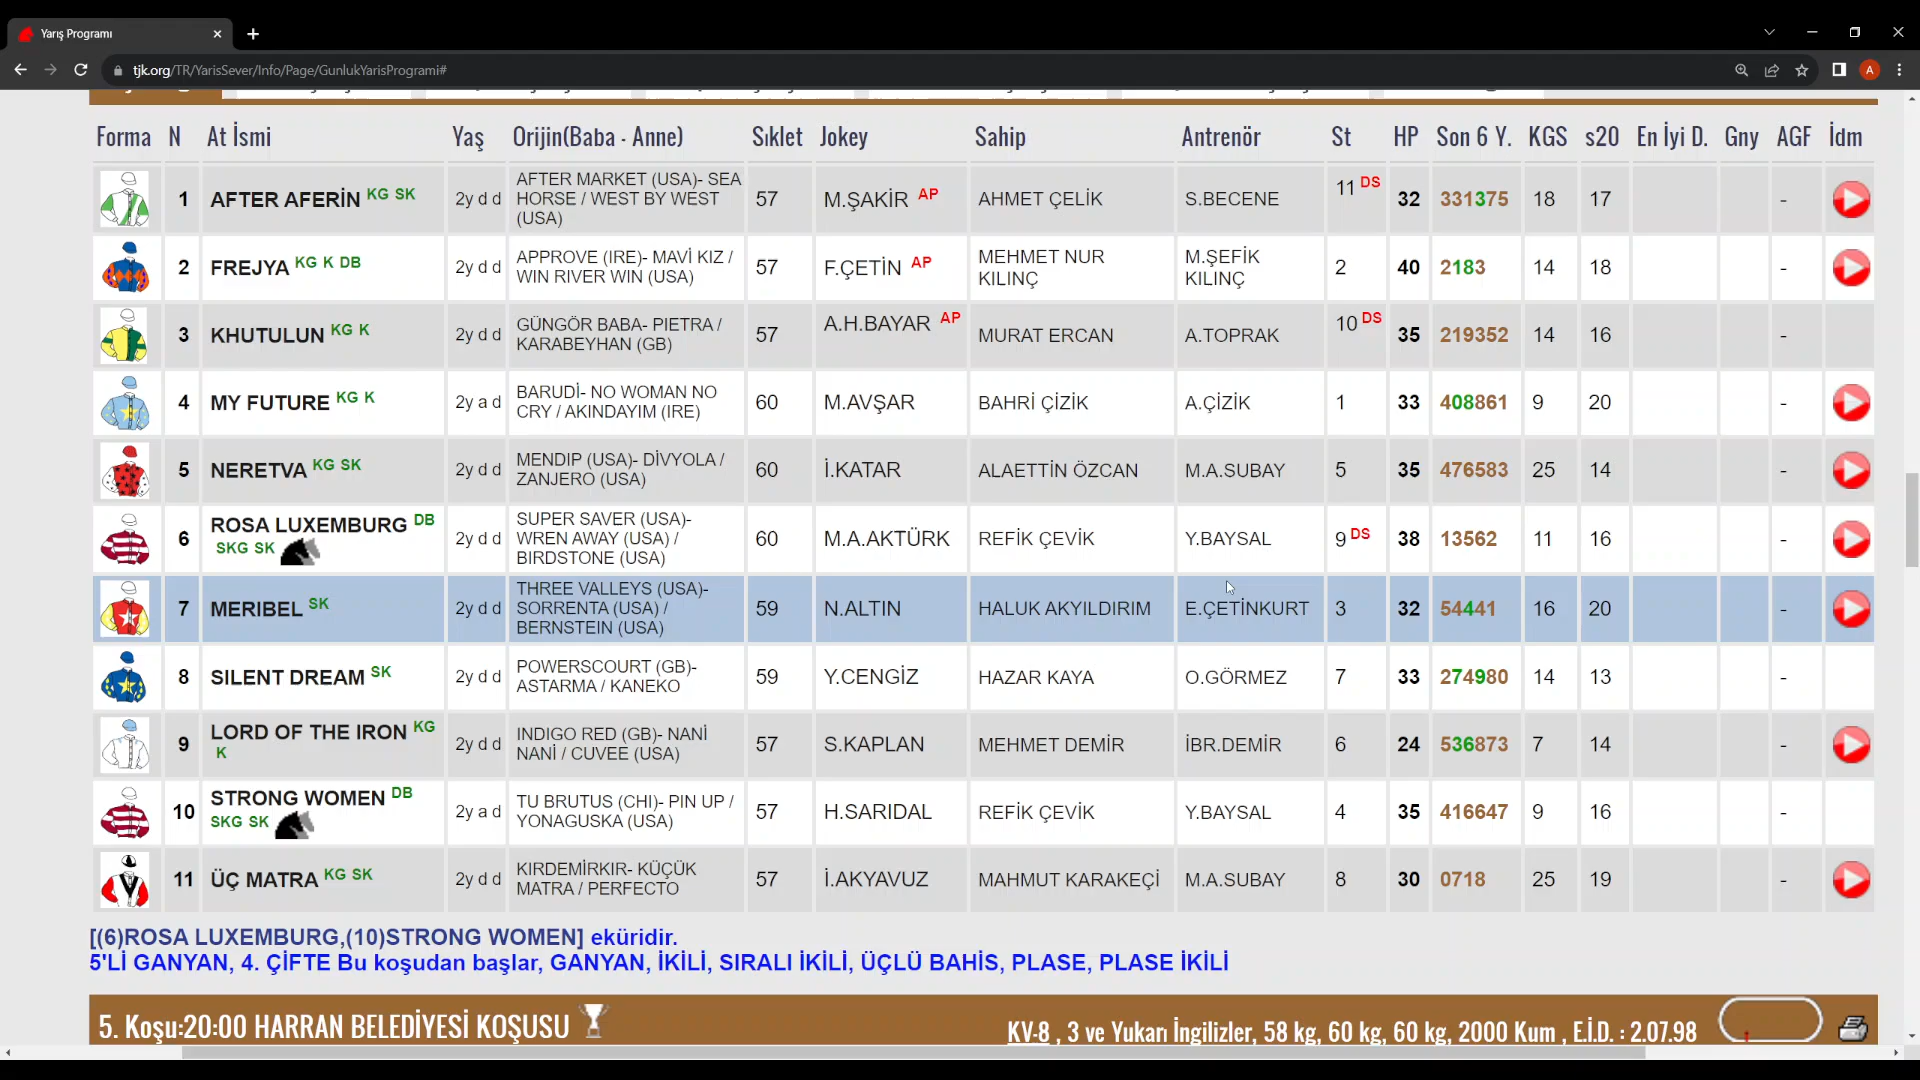 Yarış Programı
tjk.org/TR/YarisSever/Info/Page/GunlukYarisProgrami#
A
Forma N At İsmi Yaş Orijin(Baba - Anne) Sıklet Jokey Sahip Antrenör St HP Son 6 Y. KGS s20 En İyi D. Gny AGF İdm
1 AFTER AFERİN KG SK 2y d d AFTER MARKET (USA)- SEA HORSE / WEST BY WEST (USA) 57 M.ŞAKİR AP AHMET ÇELİK S.BECENE 11 DS 32 331375 18 17 -
2 FREJYA KG K DB 2y d d APPROVE (IRE)- MAVİ KIZ / WIN RIVER WIN (USA) 57 F.ÇETİN AP MEHMET NUR KILINÇ M.ŞEFİK KILINÇ 2 40 2183 14 18 -
3 KHUTULUN KG K 2y d d GÜNGÖR BABA- PIETRA / KARABEYHAN (GB) 57 A.H.BAYAR AP MURAT ERCAN A.TOPRAK 10 DS 35 219352 14 16 -
4 MY FUTURE KG K 2y a d BARUDİ- NO WOMAN NO CRY / AKINDAYIM (IRE) 60 M.AVŞAR BAHRİ ÇİZİK A.ÇİZİK 1 33 408861 9 20 -
5 NERETVA KG SK 2y d d MENDIP (USA)- DİVYOLA / ZANJERO (USA) 60 İ.KATAR ALAETTİN ÖZCAN M.A.SUBAY 5 35 476583 25 14 -
6 ROSA LUXEMBURG DB SKG SK 2y d d SUPER SAVER (USA)- WREN AWAY (USA) / BIRDSTONE (USA) 60 M.A.AKTÜRK REFİK ÇEVİK Y.BAYSAL 9 DS 38 13562 11 16 -
7 MERIBEL SK 2y d d THREE VALLEYS (USA)- SORRENTA (USA) / BERNSTEIN (USA) 59 N.ALTIN HALUK AKYILDIRIM E.ÇETİNKURT 3 32 54441 16 20 -
8 SILENT DREAM SK 2y d d POWERSCOURT (GB)- ASTARMA / KANEKO 59 Y.CENGİZ HAZAR KAYA O.GÖRMEZ 7 33 274980 14 13 -
9 LORD OF THE IRON KG K 2y d d INDIGO RED (GB)- NANİ NANİ / CUVEE (USA) 57 S.KAPLAN MEHMET DEMİR İBR.DEMİR 6 24 536873 7 14 -
10 STRONG WOMEN DB SKG SK 2y a d TU BRUTUS (CHI)- PIN UP / YONAGUSKA (USA) 57 H.SARIDAL REFİK ÇEVİK Y.BAYSAL 4 35 416647 9 16 -
11 ÜÇ MATRA KG SK 2y d d KIRDEMİRKIR- KÜÇÜK MATRA / PERFECTO 57 İ.AKYAVUZ MAHMUT KARAKEÇİ M.A.SUBAY 8 30 0718 25 19 -
[(6)ROSA LUXEMBURG,(10)STRONG WOMEN] eküridir.
5'Lİ GANYAN, 4. ÇİFTE Bu koşudan başlar, GANYAN, İKİLİ, SIRALI İKİLİ, ÜÇLÜ BAHİS, PLASE, PLASE İKİLİ
5. Koşu:20:00 HARRAN BELEDİYESİ KOŞUSU KV-8 , 3 ve Yukarı İngilizler, 58 kg, 60 kg, 60 kg, 2000 Kum , E.İ.D. : 2.07.98